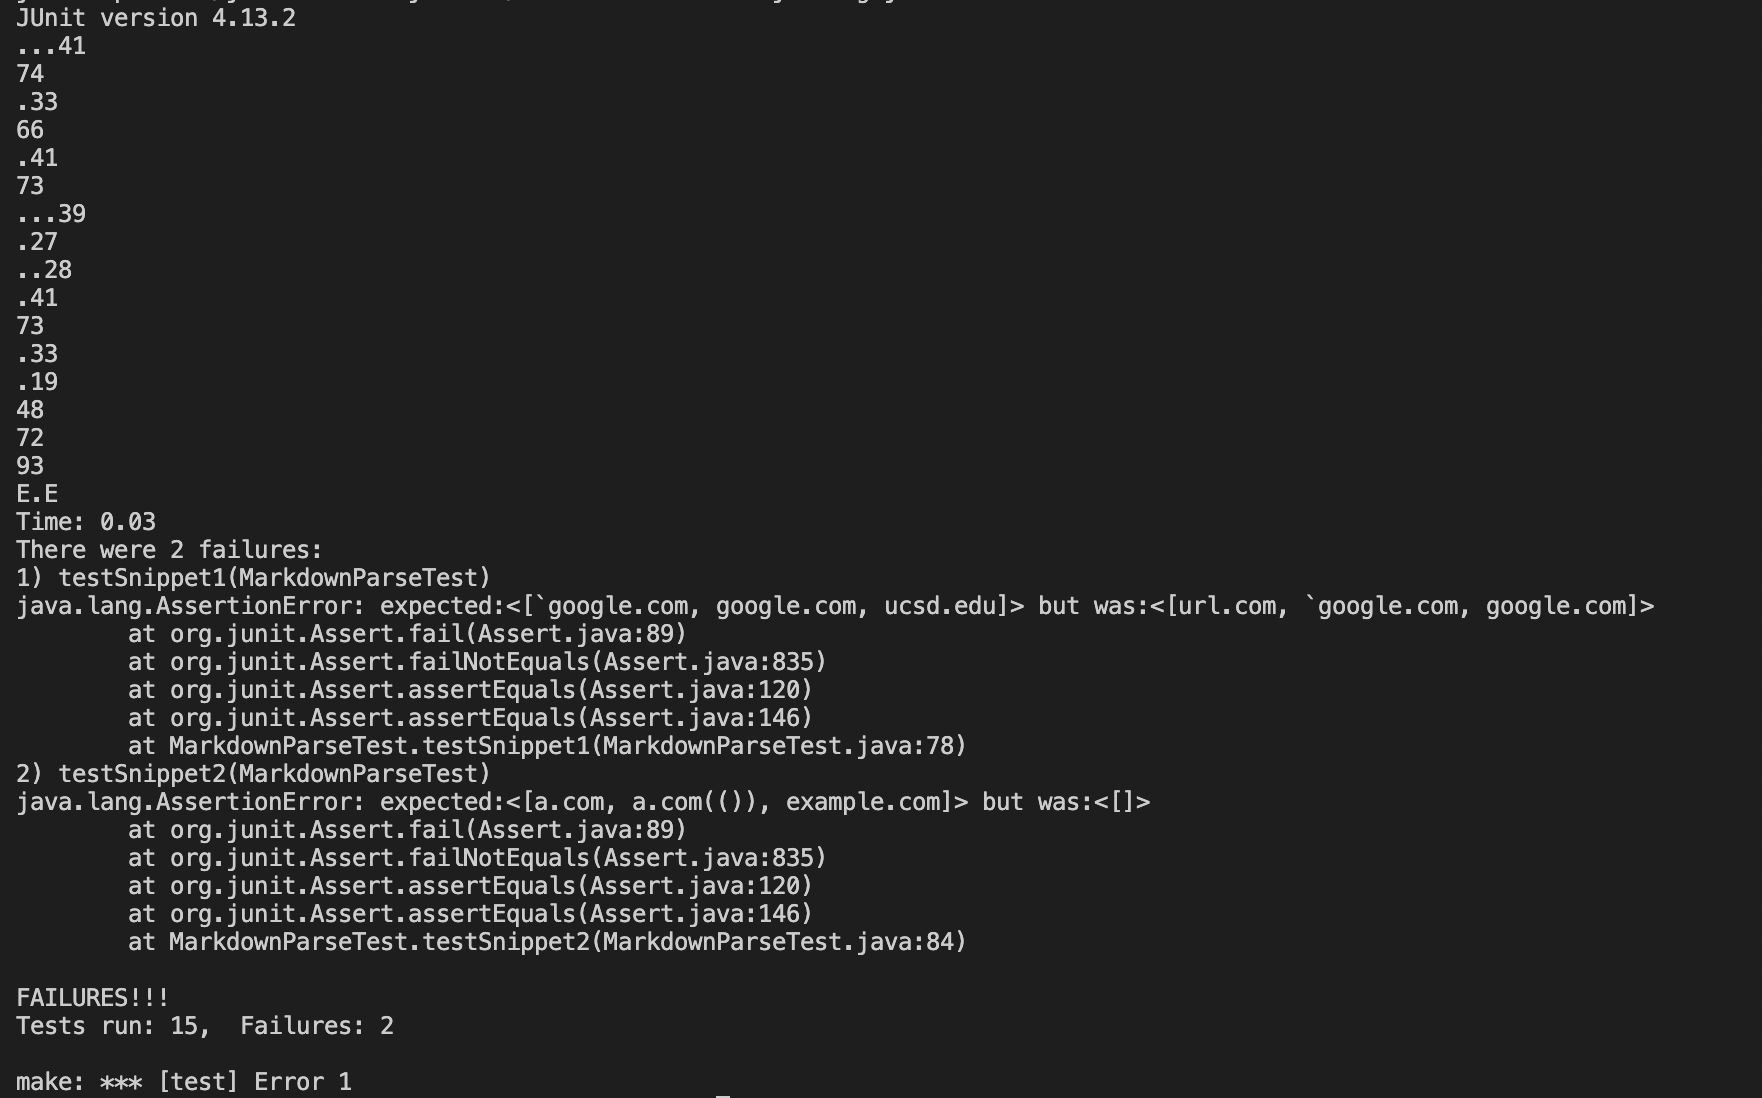 JUnit version 4.13.2
...41
74
.33
66
.41
73
...39
.27
..28
.41
73
.33
.19
48
72
93
E.E
Time: 0.03
There were 2 failures:
1) testSnippet1(MarkdownParseTest)
java.lang.AssertionError: expected:<[`google.com, google.com, ucsd.edu]> but was:<[url.com, `google.com, google.com]>
        at org.junit.Assert.fail(Assert.java:89)
        at org.junit.Assert.failNotEquals(Assert.java:835)
        at org.junit.Assert.assertEquals(Assert.java:120)
        at org.junit.Assert.assertEquals(Assert.java:146)
        at MarkdownParseTest.testSnippet1(MarkdownParseTest.java:78)
2) testSnippet2(MarkdownParseTest)
java.lang.AssertionError: expected:<[a.com, a.com(()), example.com]> but was:<[]>
        at org.junit.Assert.fail(Assert.java:89)
        at org.junit.Assert.failNotEquals(Assert.java:835)
        at org.junit.Assert.assertEquals(Assert.java:120)
        at org.junit.Assert.assertEquals(Assert.java:146)
        at MarkdownParseTest.testSnippet2(MarkdownParseTest.java:84)

FAILURES!!!
Tests run: 15,  Failures: 2

make: *** [test] Error 1